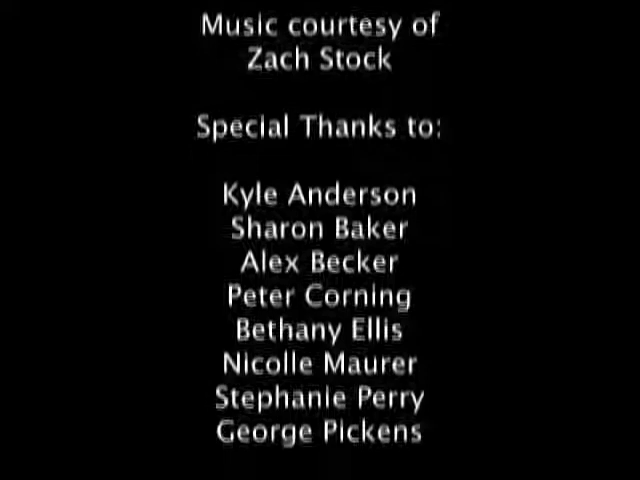 Music courtesy of
Zach Stock
Special Thanks to:
Kyle Anderson
Sharon Baker
Alex Becker
Peter Corning
Bethany Ellis
Nicolle Maurer
Stephanie Perry
George Pickens